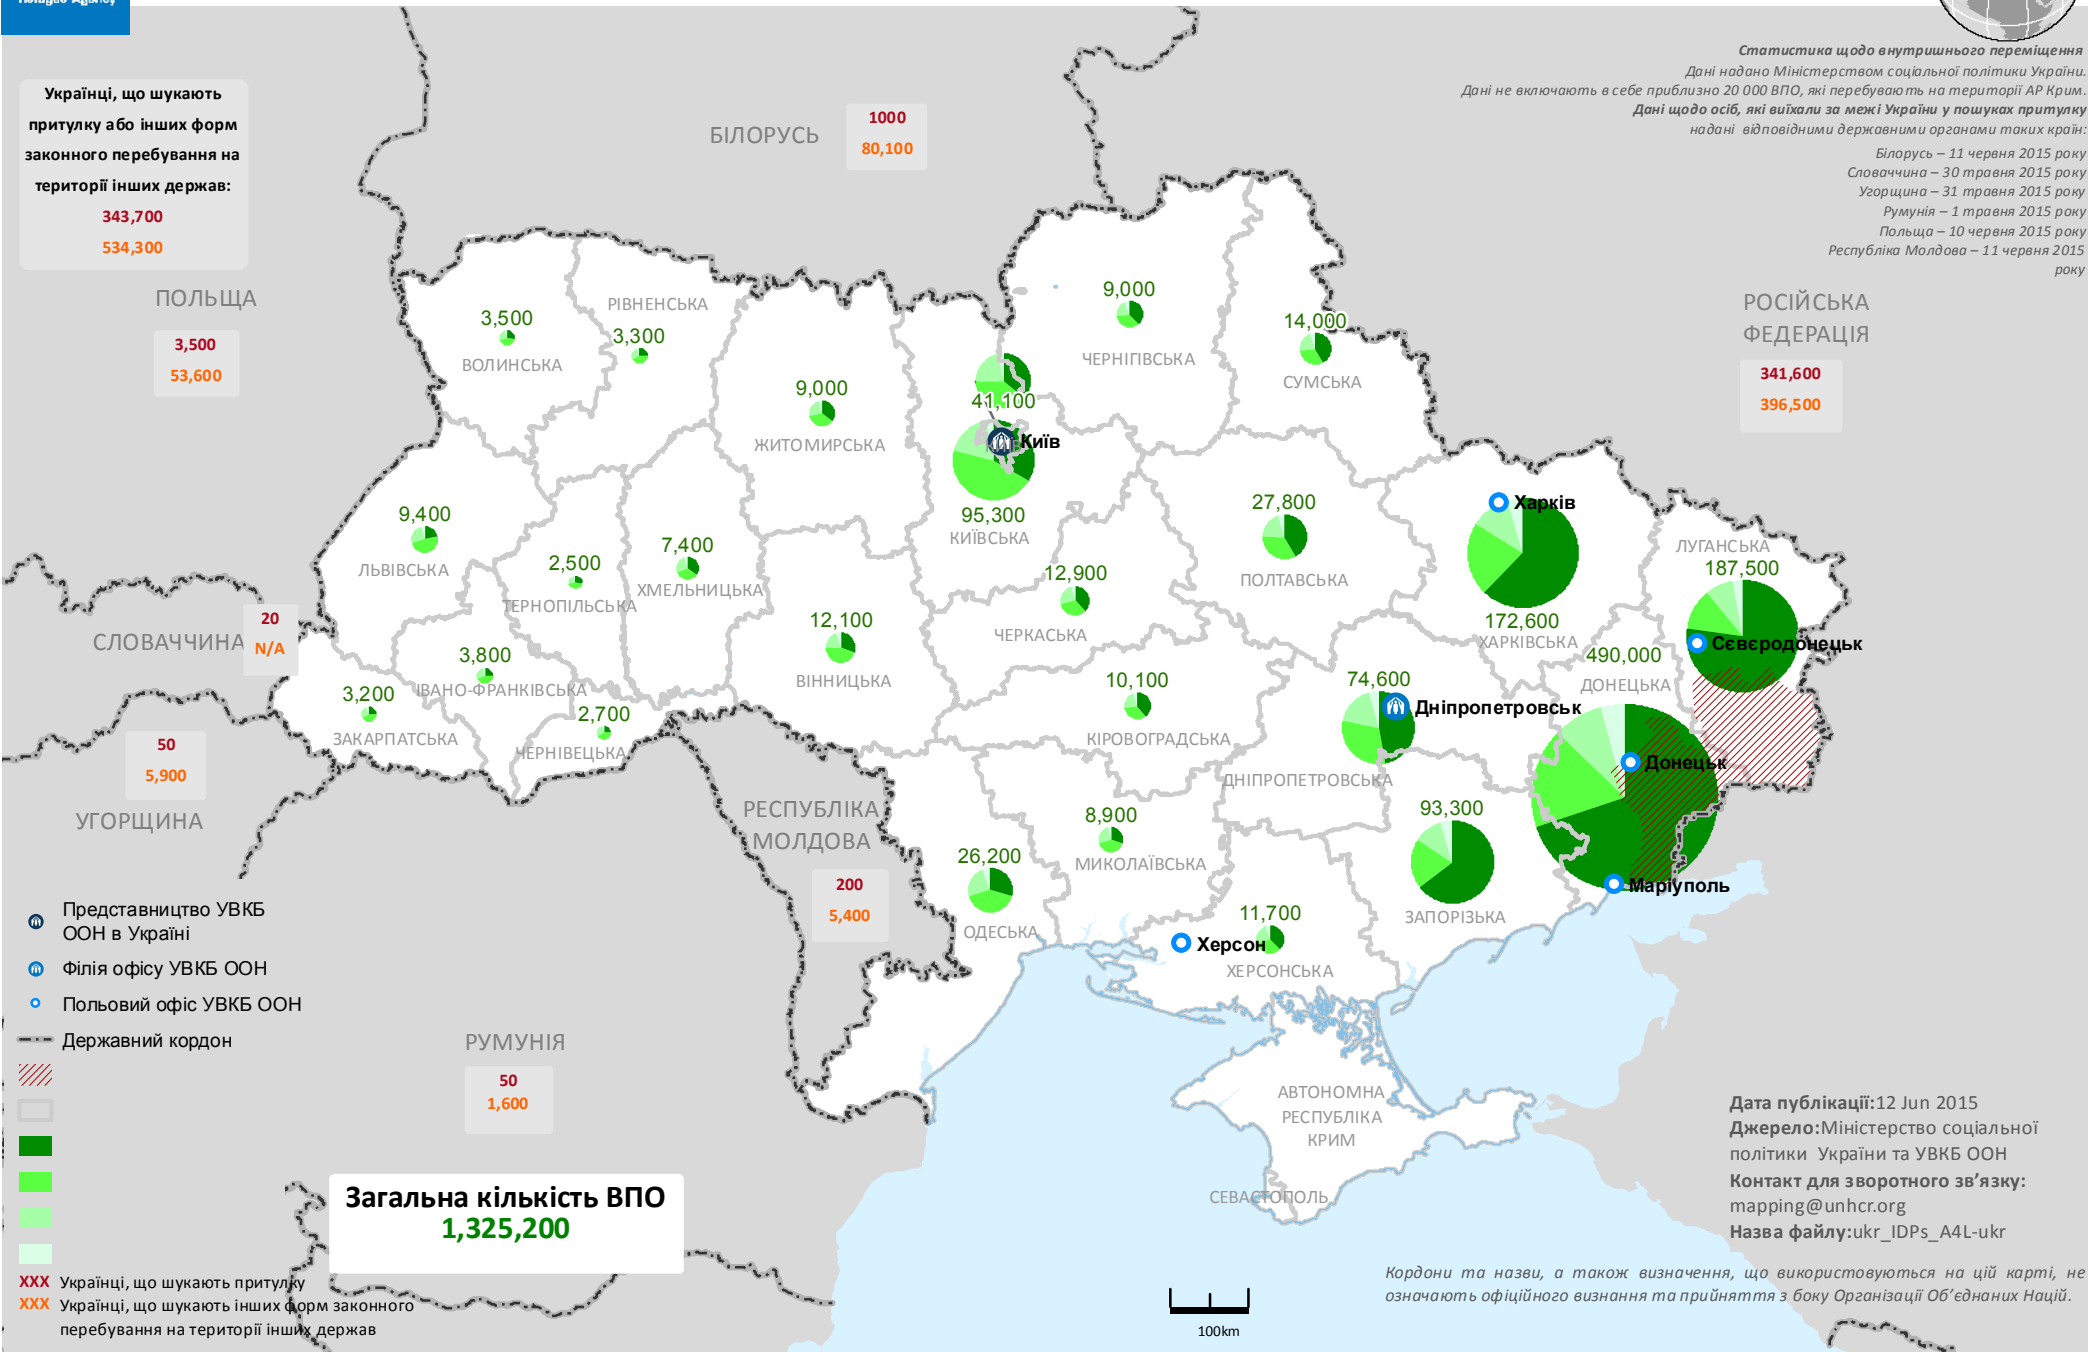 Refugee Agency
Українці, що шукають
притулку або інших форм
законного перебування на
території інших держав:
343,700
534,300
Статистика щодо внутришнього переміщення
Дані надано Міністерством соціальної політики України.
Дані не включають в себе приблизно 20 000 ВПО, які перебувають на території АР Крим.
Дані щодо осіб, які виїхали за межі України у пошуках притулку
надані відповідними державними органами таких країн:
Білорусь – 11 червня 2015 року
Словаччина – 30 травня 2015 року
Угорщина – 31 травня 2015 року
Румунія – 1 травня 2015 року
Польща – 10 червня 2015 року
Республіка Молдова – 11 червня 2015
року
БІЛОРУСЬ
1000
80,100
ПОЛЬЩА
3,500
53,600
РОСІЙСЬКА
ФЕДЕРАЦІЯ
341,600
396,500
3,500
ВОЛИНСЬКА
РІВНЕНСЬКА
3,300
9,000
ЖИТОМИРСЬКА
41,100
Київ
95,300
КИЇВСЬКА
9,000
ЧЕРНІГІВСЬКА
14,000
СУМСЬКА
9,400
ЛЬВІВСЬКА
2,500
ТЕРНОПІЛЬСЬКА
7,400
ХМЕЛЬНИЦЬКА
12,100
ВІННИЦЬКА
12,900
ЧЕРКАСЬКА
27,800
ПОЛТАВСЬКА
Харків
172,600
ХАРКІВСЬКА
ЛУГАНСЬКА
187,500
Сєвєродонецьк
490,000
ДОНЕЦЬКА
Донецьк
Маріуполь
СЛОВАЧЧИНА
20
N/A
3,800
ІВАНО-ФРАНКІВСЬКА
3,200
ЗАКАРПАТСЬКА
2,700
ЧЕРНІВЕЦЬКА
10,100
КІРОВОГРАДСЬКА
74,600
Дніпропетровськ
ДНІПРОПЕТРОВСЬКА
93,300
ЗАПОРІЗЬКА
50
5,900
УГОРЩИНА
РЕСПУБЛІКА
МОЛДОВА
200
5,400
26,200
ОДЕСЬКА
8,900
МИКОЛАЇВСЬКА
11,700
Херсон
ХЕРСОНСЬКА
РУМУНІЯ
50
1,600
АВТОНОМНА
РЕСПУБЛІКА
КРИМ
СЕВАСТОПОЛЬ
Представництво УВКБ
ООН в Україні
Філія офісу УВКБ ООН
Польовий офіс УВКБ ООН
Державний кордон
XXX Українці, що шукають притулку
XXX Українці, що шукають інших форм законного
перебування на території інших держав
Загальна кількість ВПО
1,325,200
100km
Дата публікації:12 Jun 2015
Джерело:Міністерство соціальної
політики України та УВКБ ООН
Контакт для зворотного зв’язку:
mapping@unhcr.org
Назва файлу:ukr_IDPs_A4L-ukr
Кордони та назви, а також визначення, що використовуються на цій карті, не
означають офіційного визнання та прийняття з боку Організації Об’єднаних Націй.